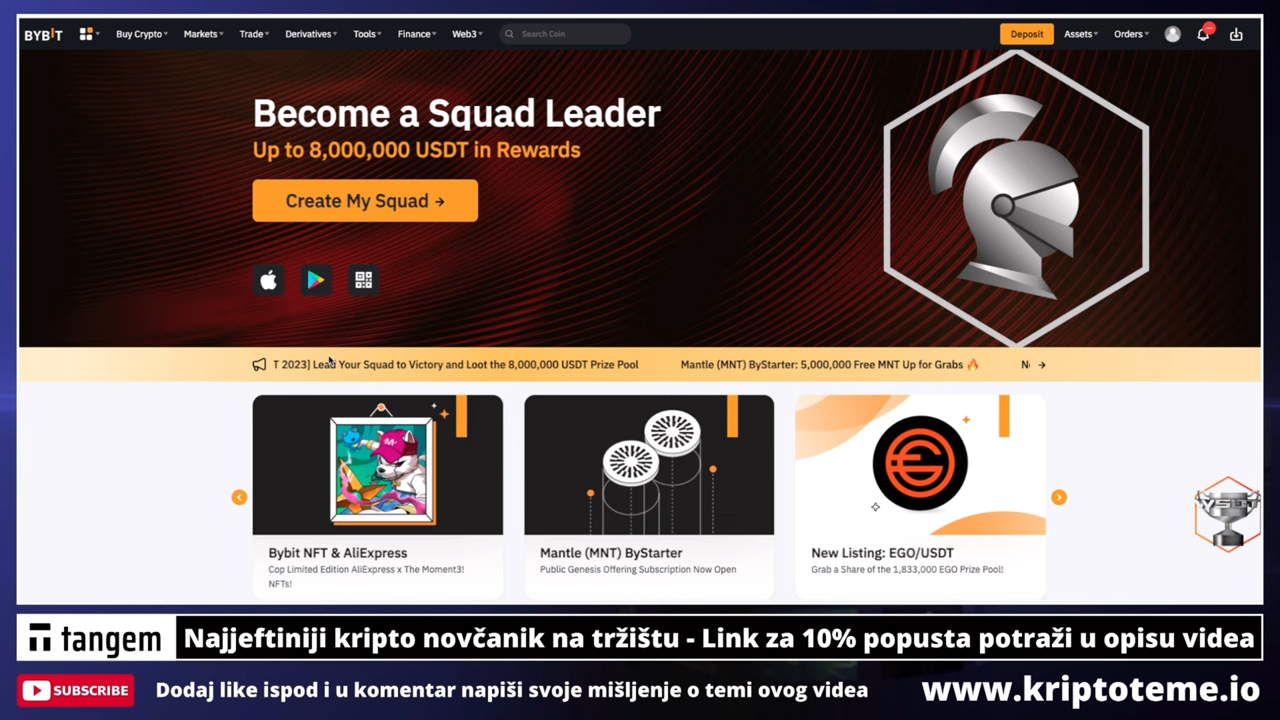 BYBIT Buy Crypto Markets Trade Derivatives Tools Finance Web3 Search Coin Deposit Assets Orders
Become a Squad Leader
Up to 8,000,000 USDT in Rewards
Create My Squad →
T 2023] Lead Your Squad to Victory and Loot the 8,000,000 USDT Prize Pool Mantle (MNT) ByStarter: 5,000,000 Free MNT Up for Grabs 🔥
Bybit NFT & AliExpress
Cop Limited Edition AliExpress x The Moment3!
NFTs!
Mantle (MNT) ByStarter
Public Genesis Offering Subscription Now Open
New Listing: EGO/USDT
Grab a Share of the 1,833,000 EGO Prize Pool!
tangem
Najjeftiniji kripto novčanik na tržištu - Link za 10% popusta potraži u opisu videa
SUBSCRIBE
Dodaj like ispod i u komentar napiši svoje mišljenje o temi ovog videa
www.kriptoteme.io